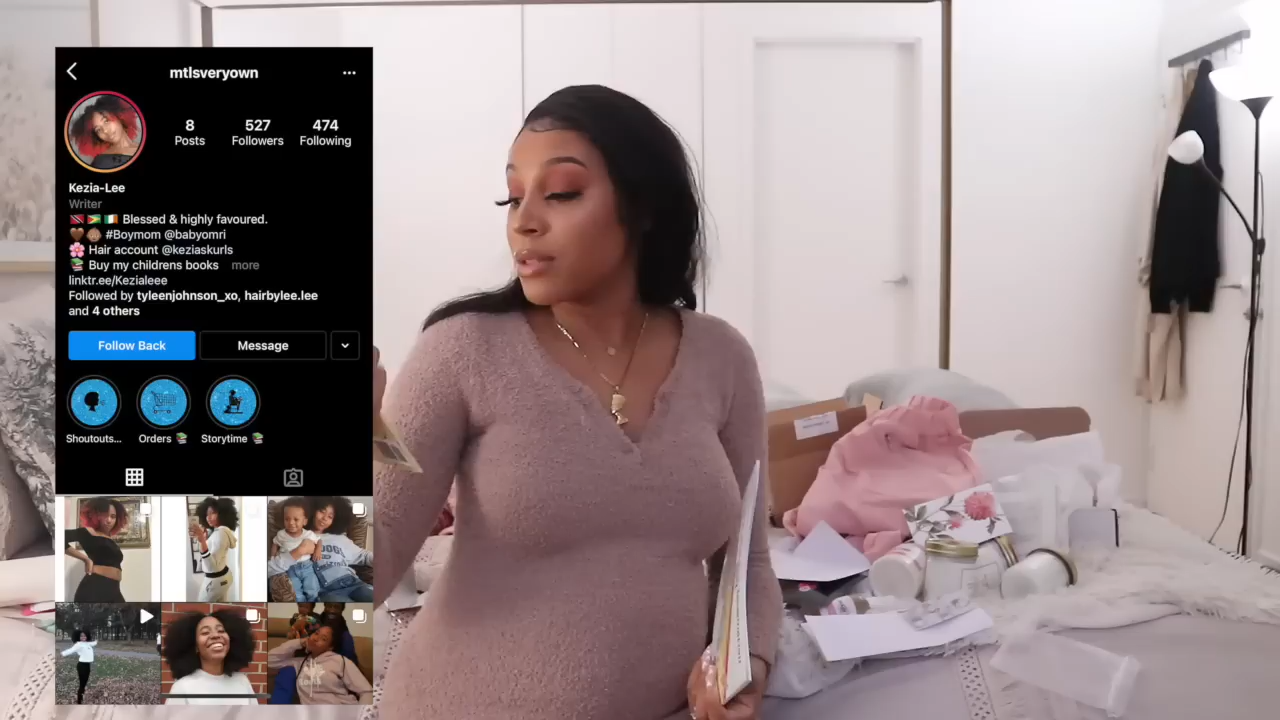 mtlsveryown
8 527 474
Posts Followers Following
Kezia-Lee
Writer
🇹🇹 🇬🇾 🇮🇪 Blessed & highly favoured.
🤎👶🏽 #Boymom @babyomri
🌸 Hair account @keziaskurls
📚 Buy my childrens books more
linktr.ee/Kezialeee
Followed by tyleenjohnson_xo, hairbylee.lee
and 4 others
Follow Back Message
Shoutouts... Orders 📚 Storytime 📚